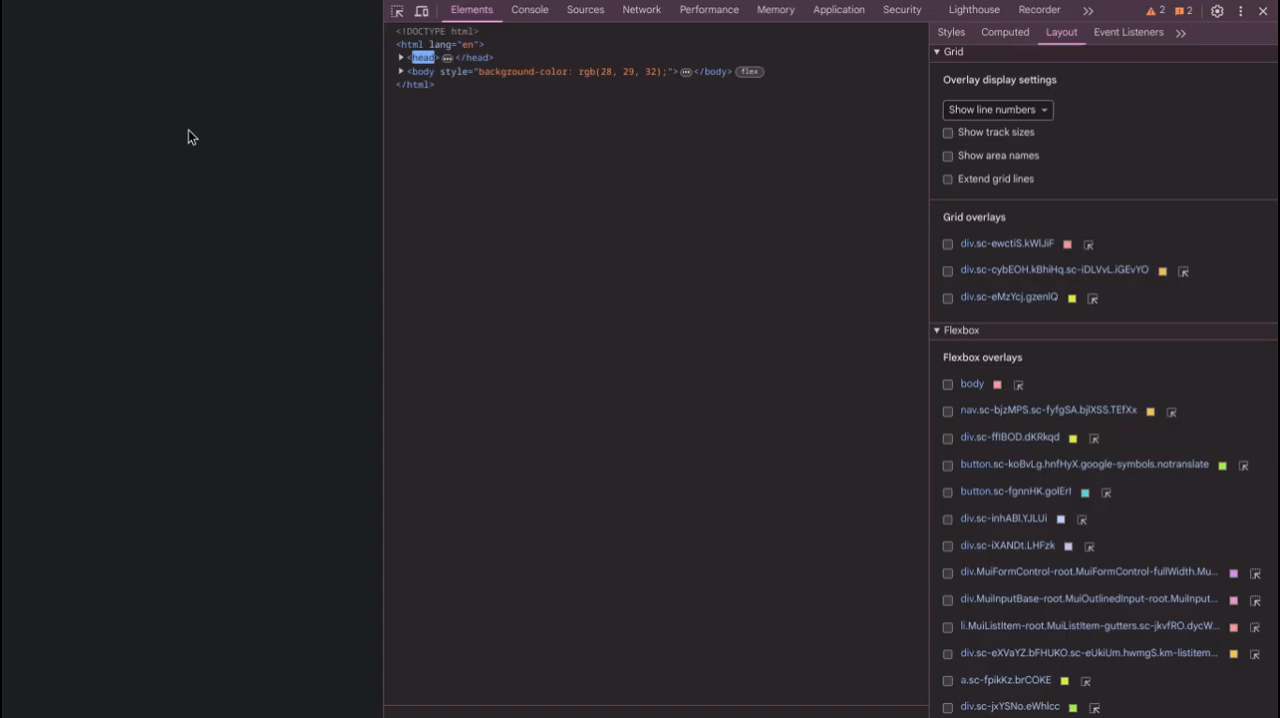 Elements Console Sources Network Performance Memory Application Security Lighthouse Recorder 2 2
<!DOCTYPE html>
<html lang="en">
<head> </head>
<body style="background-color: rgb(28, 29, 32);"> </body> flex
</html>
Styles Computed Layout Event Listeners
Grid
Overlay display settings
Show line numbers
Show track sizes
Show area names
Extend grid lines
Grid overlays
div.sc-ewctiS.kWlJiF
div.sc-cybEOH.kBhiHq.sc-iDLVvL.iGEvYO
div.sc-eMzYcj.gzenlQ
Flexbox
Flexbox overlays
body
nav.sc-bjzMPS.sc-fyfgSA.bjlXSS.TEfXx
div.sc-fflBOD.dKRkqd
button.sc-koBvLg.hnfHyX.google-symbols.notranslate
button.sc-fgnnHK.golErl
div.sc-inhABl.YJLUi
div.sc-iXANDt.LHFzk
div.MuiFormControl-root.MuiFormControl-fullWidth.Mu...
div.MuiInputBase-root.MuiOutlinedInput-root.MuiInput...
li.MuiListItem-root.MuiListItem-gutters.sc-jkvfRO.dycW...
div.sc-eXVaYZ.bFHUKO.sc-eUkiUm.hwmgS.km-listitem...
a.sc-fpikKz.brCOKE
div.sc-jxYSNo.eWhlcc